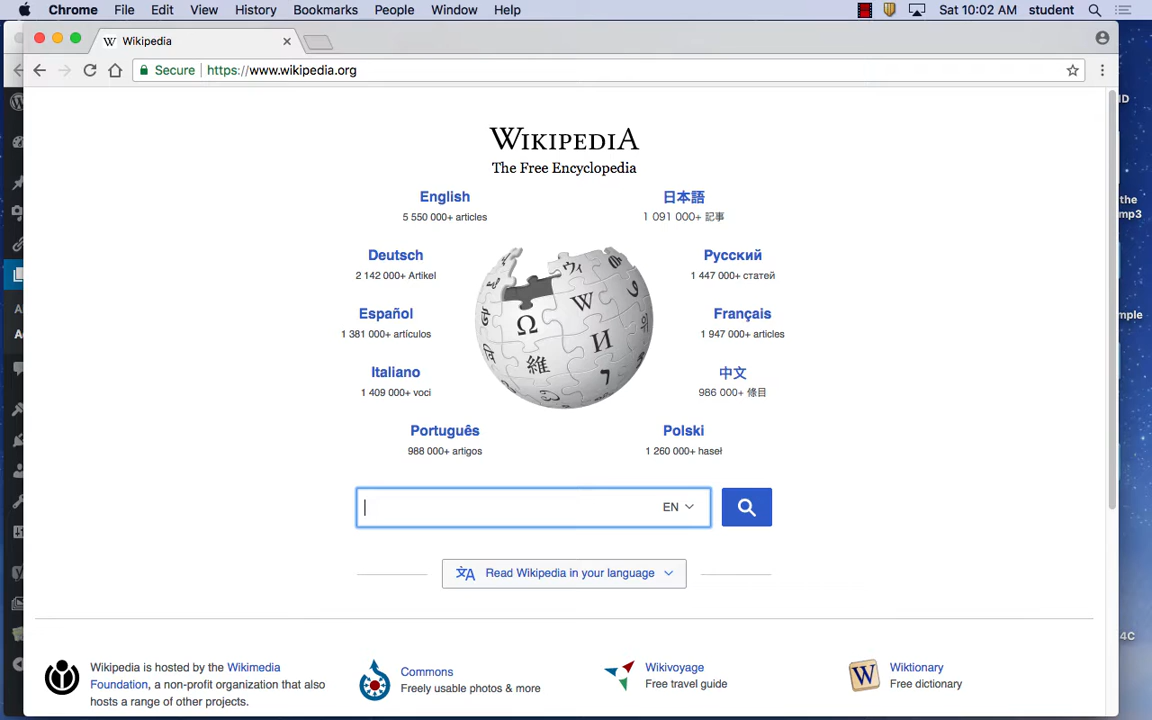 Chrome File Edit View History Bookmarks People Window Help Sat 10:02 AM student
Wikipedia
Secure https://www.wikipedia.org
WIKIPEDIA
The Free Encyclopedia
English 日本語
5 550 000+ articles 1 091 000+ 記事
Deutsch Русский
2 142 000+ Artikel 1 447 000+ статей
Español Français
1 381 000+ artículos 1 947 000+ articles
Italiano 中文
1 409 000+ voci 986 000+ 條目
Português Polski
988 000+ artigos 1 260 000+ haseł
EN
Read Wikipedia in your language
Wikipedia is hosted by the Wikimedia
Foundation, a non-profit organization that also
hosts a range of other projects.
Commons
Freely usable photos & more
Wikivoyage
Free travel guide
Wiktionary
Free dictionary
the
mp3
4C